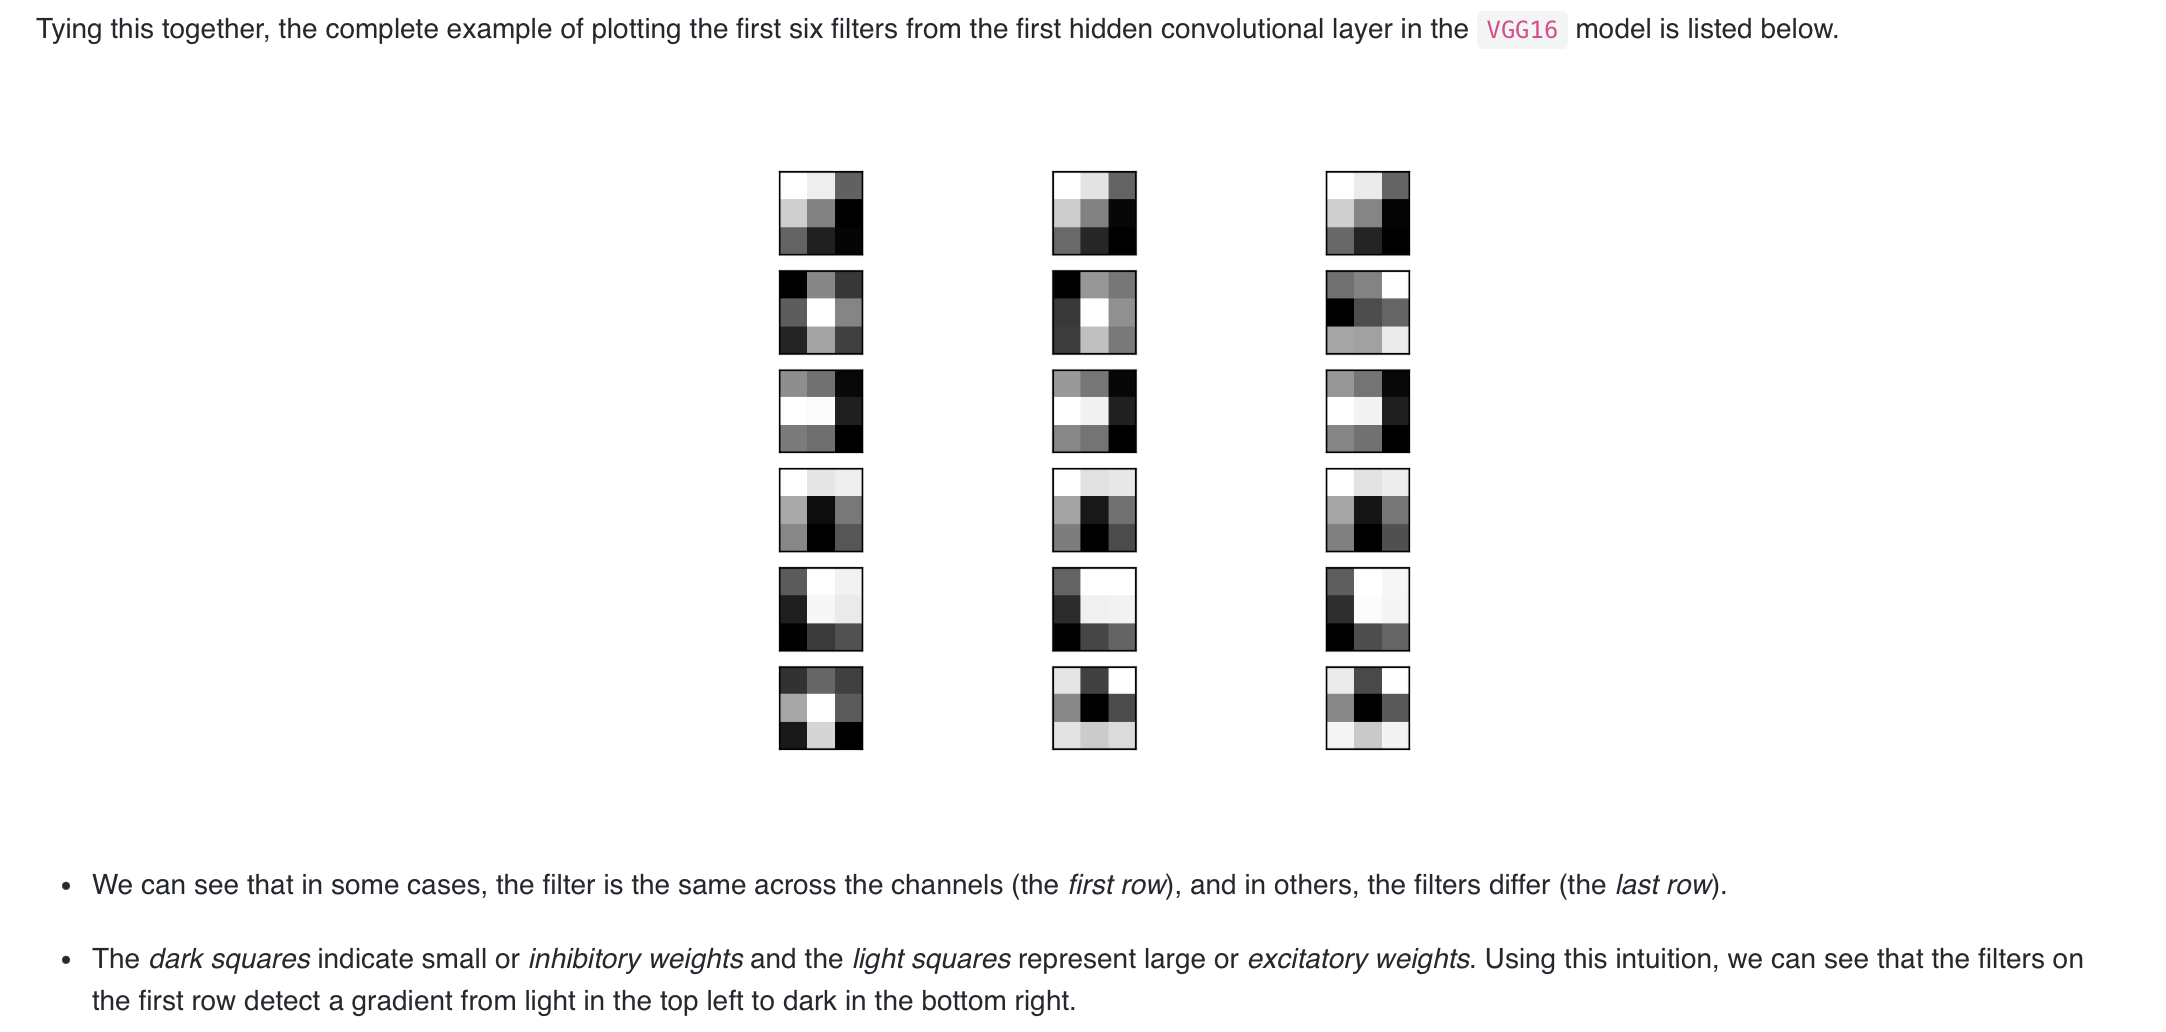 Tying this together, the complete example of plotting the first six filters from the first hidden convolutional layer in the VGG16 model is listed below.
• We can see that in some cases, the filter is the same across the channels (the first row), and in others, the filters differ (the last row).
• The dark squares indicate small or inhibitory weights and the light squares represent large or excitatory weights. Using this intuition, we can see that the filters on
the first row detect a gradient from light in the top left to dark in the bottom right.